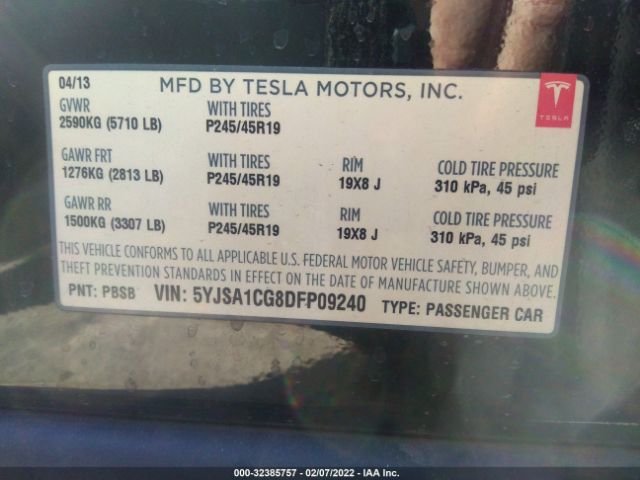 04/13 MFD BY TESLA MOTORS, INC.
TESLA
GVWR WITH TIRES
2590KG (5710 LB) P245/45R19
GAWR FRT WITH TIRES RIM COLD TIRE PRESSURE
1276KG (2813 LB) P245/45R19 19X8 J 310 kPa, 45 psi
GAWR RR WITH TIRES RIM COLD TIRE PRESSURE
1500KG (3307 LB) P245/45R19 19X8 J 310 kPa, 45 psi
THIS VEHICLE CONFORMS TO ALL APPLICABLE U.S. FEDERAL MOTOR VEHICLE SAFETY, BUMPER, AND
THEFT PREVENTION STANDARDS IN EFFECT ON THE DATE OF MANUFACTURE SHOWN ABOVE.
PNT: PBSB VIN: 5YJSA1CG8DFP09240 TYPE: PASSENGER CAR
000-32385757 - 02/07/2022 - IAA Inc.